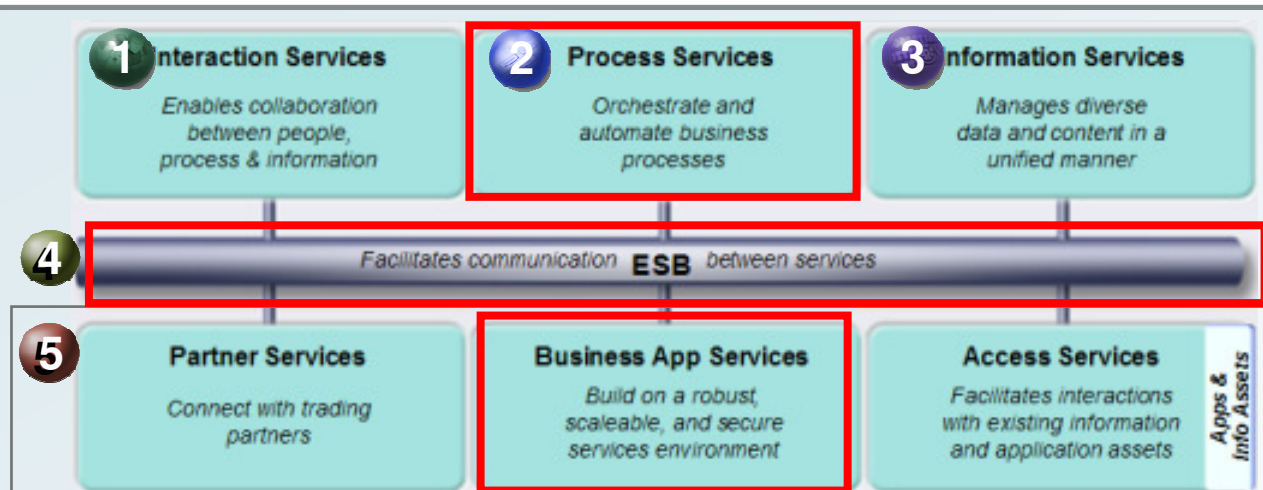 1
Interaction Services
Enables collaboration
between people,
process & information
2
Process Services
Orchestrate and
automate business
processes
3
Information Services
Manages diverse
data and content in a
unified manner
4
Facilitates communication ESB between services
5
Partner Services
Connect with trading
partners
Business App Services
Build on a robust,
scaleable, and secure
services environment
Access Services
Facilitates interactions
with existing information
and application assets
Apps &
Info Assets